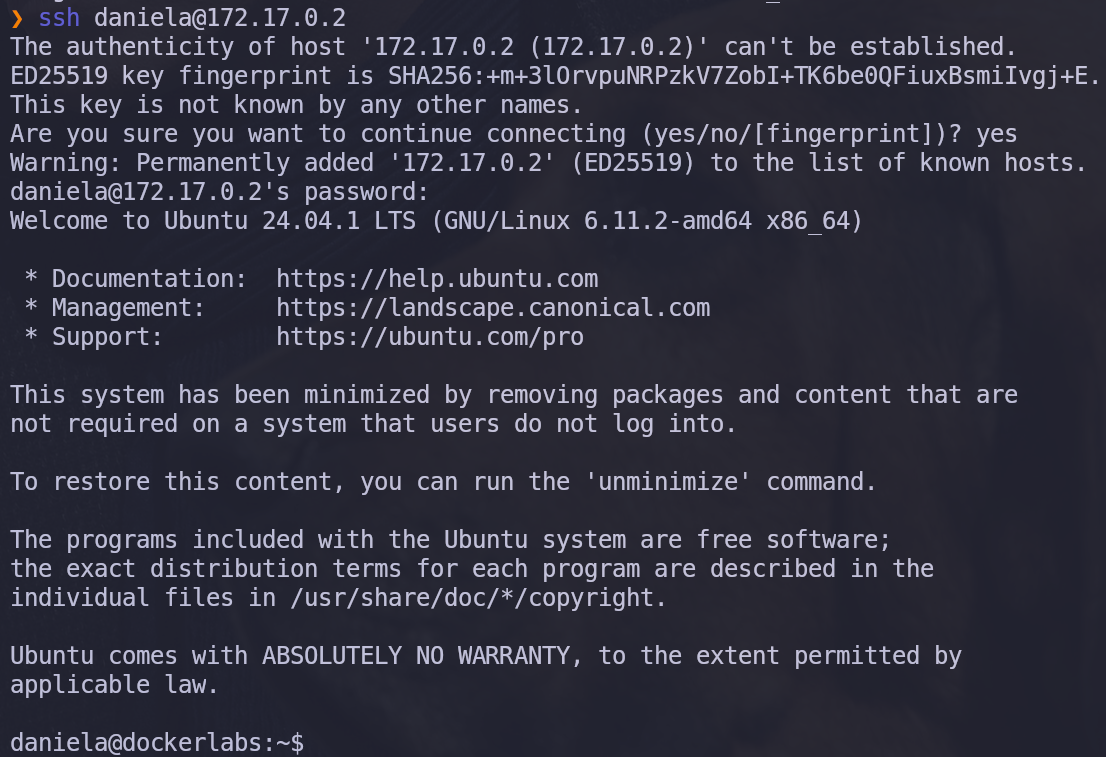 ❯ ssh daniela@172.17.0.2
The authenticity of host '172.17.0.2 (172.17.0.2)' can't be established.
ED25519 key fingerprint is SHA256:+m+3lOrvpuNRPzkV7ZobI+TK6be0QFiuxBsmiIvgj+E.
This key is not known by any other names.
Are you sure you want to continue connecting (yes/no/[fingerprint])? yes
Warning: Permanently added '172.17.0.2' (ED25519) to the list of known hosts.
daniela@172.17.0.2's password:
Welcome to Ubuntu 24.04.1 LTS (GNU/Linux 6.11.2-amd64 x86_64)
* Documentation:  https://help.ubuntu.com
* Management:     https://landscape.canonical.com
* Support:        https://ubuntu.com/pro
This system has been minimized by removing packages and content that are
not required on a system that users do not log into.
To restore this content, you can run the 'unminimize' command.
The programs included with the Ubuntu system are free software;
the exact distribution terms for each program are described in the
individual files in /usr/share/doc/*/copyright.
Ubuntu comes with ABSOLUTELY NO WARRANTY, to the extent permitted by
applicable law.
daniela@dockerlabs:~$